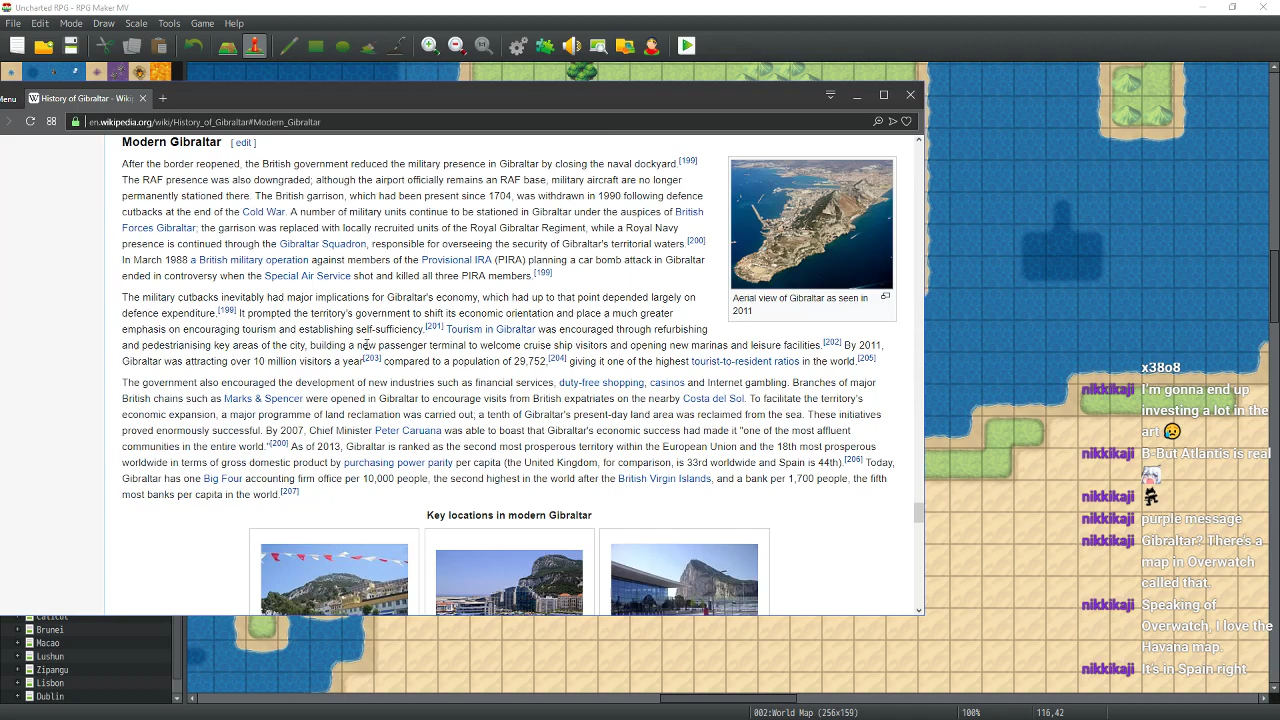 Uncharted RPG - RPG Maker MV
File Edit Mode Draw Scale Tools Game Help
Menu
History of Gibraltar - Wiki
en.wikipedia.org/wiki/History_of_Gibraltar#Modern_Gibraltar
Modern Gibraltar [ edit ]
After the border reopened, the British government reduced the military presence in Gibraltar by closing the naval dockyard.[199]
The RAF presence was also downgraded; although the airport officially remains an RAF base, military aircraft are no longer
permanently stationed there. The British garrison, which had been present since 1704, was withdrawn in 1990 following defence
cutbacks at the end of the Cold War. A number of military units continue to be stationed in Gibraltar under the auspices of British
Forces Gibraltar; the garrison was replaced with locally recruited units of the Royal Gibraltar Regiment, while a Royal Navy
presence is continued through the Gibraltar Squadron, responsible for overseeing the security of Gibraltar's territorial waters.[200]
In March 1988 a British military operation against members of the Provisional IRA (PIRA) planning a car bomb attack in Gibraltar
ended in controversy when the Special Air Service shot and killed all three PIRA members.[199]
Aerial view of Gibraltar as seen in
2011
The military cutbacks inevitably had major implications for Gibraltar's economy, which had up to that point depended largely on
defence expenditure.[199] It prompted the territory's government to shift its economic orientation and place a much greater
emphasis on encouraging tourism and establishing self-sufficiency.[201] Tourism in Gibraltar was encouraged through refurbishing
and pedestrianising key areas of the city, building a new passenger terminal to welcome cruise ship visitors and opening new marinas and leisure facilities.[202] By 2011,
Gibraltar was attracting over 10 million visitors a year[203] compared to a population of 29,752,[204] giving it one of the highest tourist-to-resident ratios in the world.[205]
The government also encouraged the development of new industries such as financial services, duty-free shopping, casinos and Internet gambling. Branches of major
British chains such as Marks & Spencer were opened in Gibraltar to encourage visits from British expatriates on the nearby Costa del Sol. To facilitate the territory's
economic expansion, a major programme of land reclamation was carried out; a tenth of Gibraltar's present-day land area was reclaimed from the sea. These initiatives
proved enormously successful. By 2007, Chief Minister Peter Caruana was able to boast that Gibraltar's economic success had made it "one of the most affluent
communities in the entire world."[200] As of 2013, Gibraltar is ranked as the second most prosperous territory within the European Union and the 18th most prosperous
worldwide in terms of gross domestic product by purchasing power parity per capita (the United Kingdom, for comparison, is 33rd worldwide and Spain is 44th).[206] Today,
Gibraltar has one Big Four accounting firm office per 10,000 people, the second highest in the world after the British Virgin Islands, and a bank per 1,700 people, the fifth
most banks per capita in the world.[207]
Key locations in modern Gibraltar
x38o8
nikkikaji I'm gonna end up
investing a lot in the
art
nikkikaji B-But Atlantis is real
nikkikaji
nikkikaji purple message
nikkikaji Gibraltar? There's a
map in Overwatch
called that.
nikkikaji Speaking of
Overwatch, I love the
Havana map.
nikkikaji It's in Spain right
Calicut
Brunei
Macao
Lushun
Zipangu
Lisbon
Dublin
002:World Map (256x159) 100% 116,42